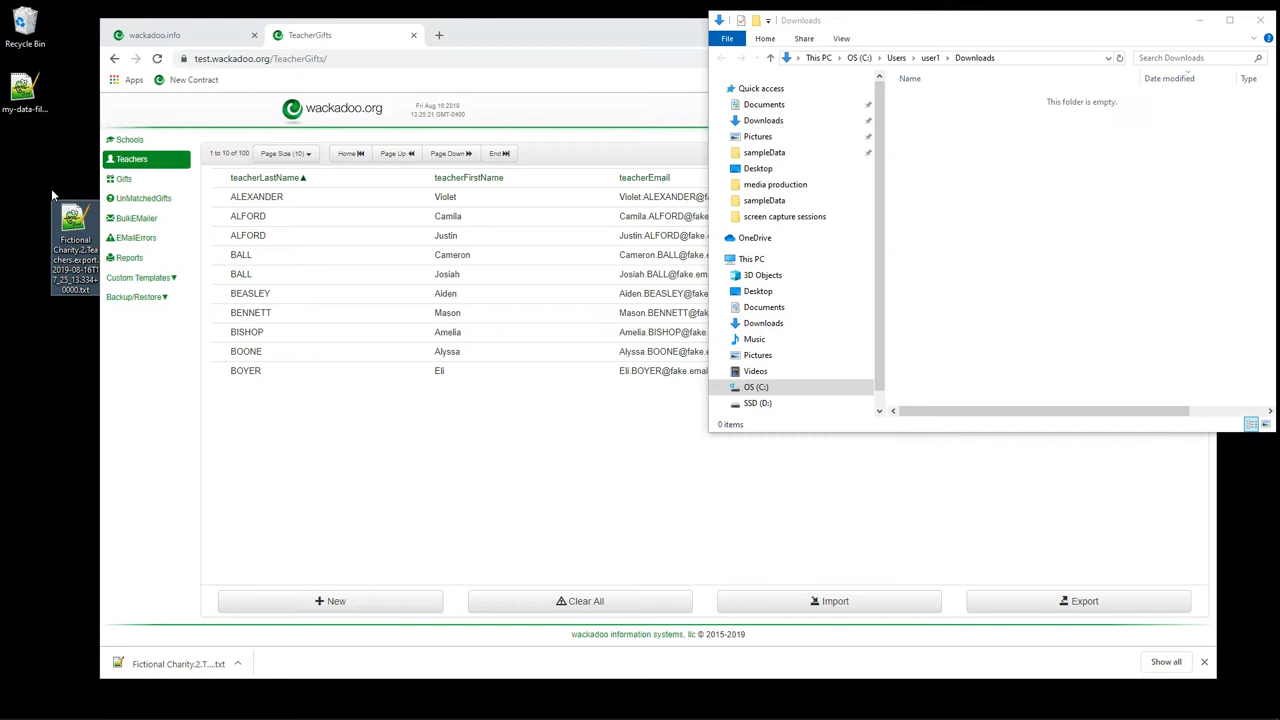 Recycle Bin
my-data-fil...
Fictional
Charity.2.Tea
chers.export.
2019-08-16T1
7_25_13.334+
0000.txt
wackadoo.info
TeacherGifts
test.wackadoo.org/TeacherGifts/
Apps
New Contract
wackadoo.org
Fri Aug 16 2019
13:25:21 GMT-0400
Schools
Teachers
Gifts
UnMatchedGifts
BulkEMailer
EMailErrors
Reports
Custom Templates
Backup/Restore
1 to 10 of 100
Page Size (10)
Home
Page Up
Page Down
End
teacherLastName teacherFirstName teacherEmail
ALEXANDER Violet Violet.ALEXANDER@f
ALFORD Camila Camila.ALFORD@fak
ALFORD Justin Justin.ALFORD@fake
BALL Cameron Cameron.BALL@fake
BALL Josiah Josiah.BALL@fake.e
BEASLEY Aiden Aiden.BEASLEY@fak
BENNETT Mason Mason.BENNETT@fa
BISHOP Amelia Amelia.BISHOP@fak
BOONE Alyssa Alyssa.BOONE@fake.e
BOYER Eli Eli.BOYER@fake.emai
New
Clear All
Import
Export
wackadoo information systems, llc © 2015-2019
Fictional Charity.2.T....txt
Show all
Downloads
File Home Share View
This PC
OS (C:)
Users
user1
Downloads
Search Downloads
Quick access
Documents
Downloads
Pictures
sampleData
Desktop
media production
sampleData
screen capture sessions
OneDrive
This PC
3D Objects
Desktop
Documents
Downloads
Music
Pictures
Videos
OS (C:)
SSD (D:)
Name Date modified Type
This folder is empty.
0 items